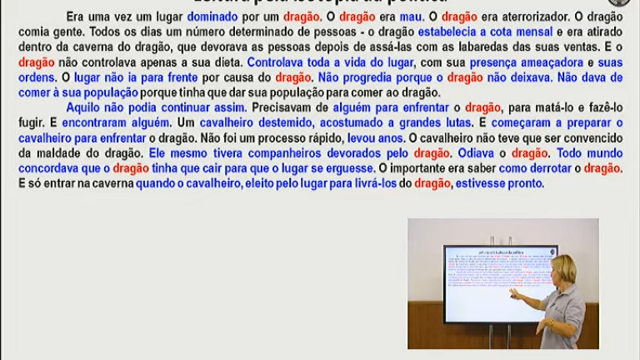 Leitura pela isotopia da política
Era uma vez um lugar dominado por um dragão. O dragão era mau. O dragão era aterrorizador. O dragão
comia gente. Todos os dias um número determinado de pessoas - o dragão estabelecia a cota mensal - e era atirado
dentro da caverna do dragão, que devorava as pessoas depois de assá-las com as labaredas das suas ventas. E o
dragão não controlava apenas a sua dieta. Controlava toda a vida do lugar, com sua presença ameaçadora e suas
ordens. O lugar não ia para frente por causa do dragão. Não progredia porque o dragão não deixava. Não dava de
comer à sua população porque tinha que dar sua população para comer ao dragão.
Aquilo não podia continuar assim. Precisavam de alguém para enfrentar o dragão, para matá-lo e fazê-lo
fugir. E encontraram alguém. Um cavalheiro destemido, acostumado a grandes lutas. E começaram a preparar o
cavalheiro para enfrentar o dragão. Não foi um processo rápido, levou anos. O cavalheiro não teve que ser convencido
da maldade do dragão. Ele mesmo tivera companheiros devorados pelo dragão. Odiava o dragão. Todo mundo
concordava que o dragão tinha que cair para que o lugar se erguesse. O importante era saber como derrotar o dragão.
E só entrar na caverna quando o cavalheiro, eleito pelo lugar para livrá-los do dragão, estivesse pronto.